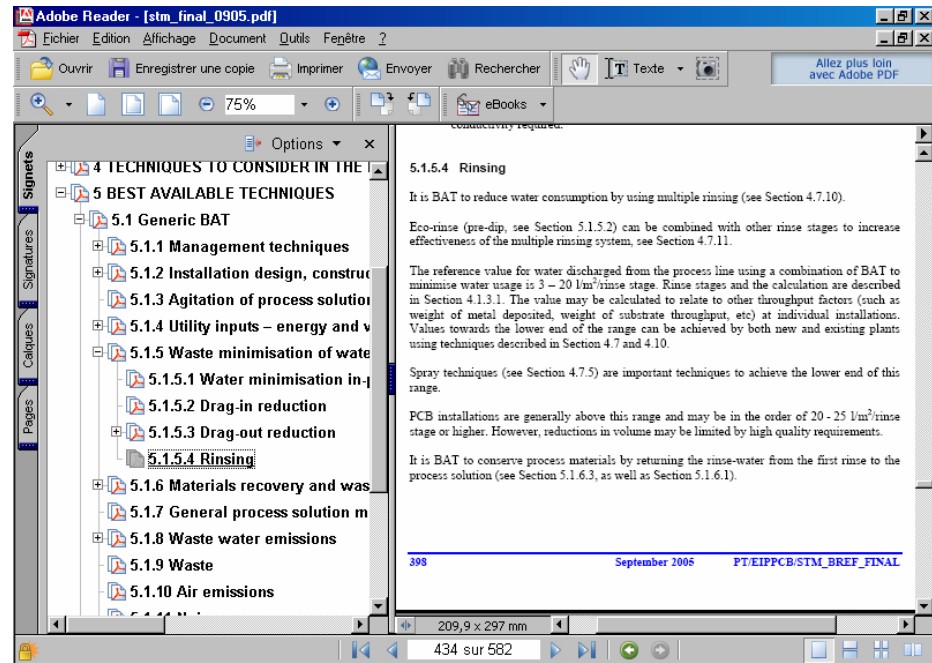 Adobe Reader - [stm_final_0905.pdf]
Fichier Edition Affichage Document Outils Fenêtre ?
Ouvrir Enregistrer une copie Imprimer Envoyer Rechercher Texte Allez plus loin
avec Adobe PDF
75% eBooks
Options
Signets
Signatures
Calques
Pages
4 TECHNIQUES TO CONSIDER IN THE
5 BEST AVAILABLE TECHNIQUES
5.1 Generic BAT
5.1.1 Management techniques
5.1.2 Installation design, construc
5.1.3 Agitation of process solution
5.1.4 Utility inputs – energy and v
5.1.5 Waste minimisation of wate
5.1.5.1 Water minimisation in-p
5.1.5.2 Drag-in reduction
5.1.5.3 Drag-out reduction
5.1.5.4 Rinsing
5.1.6 Materials recovery and was
5.1.7 General process solution m
5.1.8 Waste water emissions
5.1.9 Waste
5.1.10 Air emissions
conductivity required.
5.1.5.4 Rinsing
It is BAT to reduce water consumption by using multiple rinsing (see Section 4.7.10).
Eco-rinse (pre-dip, see Section 5.1.5.2) can be combined with other rinse stages to increase
effectiveness of the multiple rinsing system, see Section 4.7.11.
The reference value for water discharged from the process line using a combination of BAT to
minimise water usage is 3 – 20 l/m²/rinse stage. Rinse stages and the calculation are described
in Section 4.1.3.1. The value may be calculated to relate to other throughput factors (such as
weight of metal deposited, weight of substrate throughput, etc) at individual installations.
Values towards the lower end of the range can be achieved by both new and existing plants
using techniques described in Section 4.7 and 4.10.
Spray techniques (see Section 4.7.5) are important techniques to achieve the lower end of this
range.
PCB installations are generally above this range and may be in the order of 20 - 25 l/m²/rinse
stage or higher. However, reductions in volume may be limited by high quality requirements.
It is BAT to conserve process materials by returning the rinse-water from the first rinse to the
process solution (see Section 5.1.6.3, as well as Section 5.1.6.1).
398 September 2005 PT/EIPPCB/STM_BREF_FINAL
209,9 x 297 mm
434 sur 582